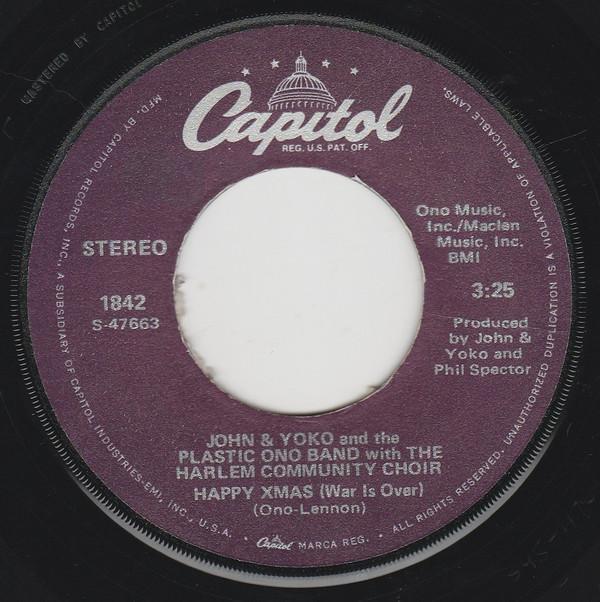 MASTERED BY CAPITOL
Capitol
REG. U.S. PAT. OFF.
MFD. BY CAPITOL RECORDS, INC., A SUBSIDIARY OF CAPITOL INDUSTRIES-EMI, INC., U.S.A. • Capitol MARCA REG. • ALL RIGHTS RESERVED. UNAUTHORIZED DUPLICATION IS A VIOLATION OF APPLICABLE LAWS.
STEREO
1842
S-47663
Ono Music,
Inc./Maclen
Music, Inc.
BMI
3:25
Produced
by John &
Yoko and
Phil Spector
JOHN & YOKO and the
PLASTIC ONO BAND with THE
HARLEM COMMUNITY CHOIR
HAPPY XMAS (War Is Over)
(Ono-Lennon)